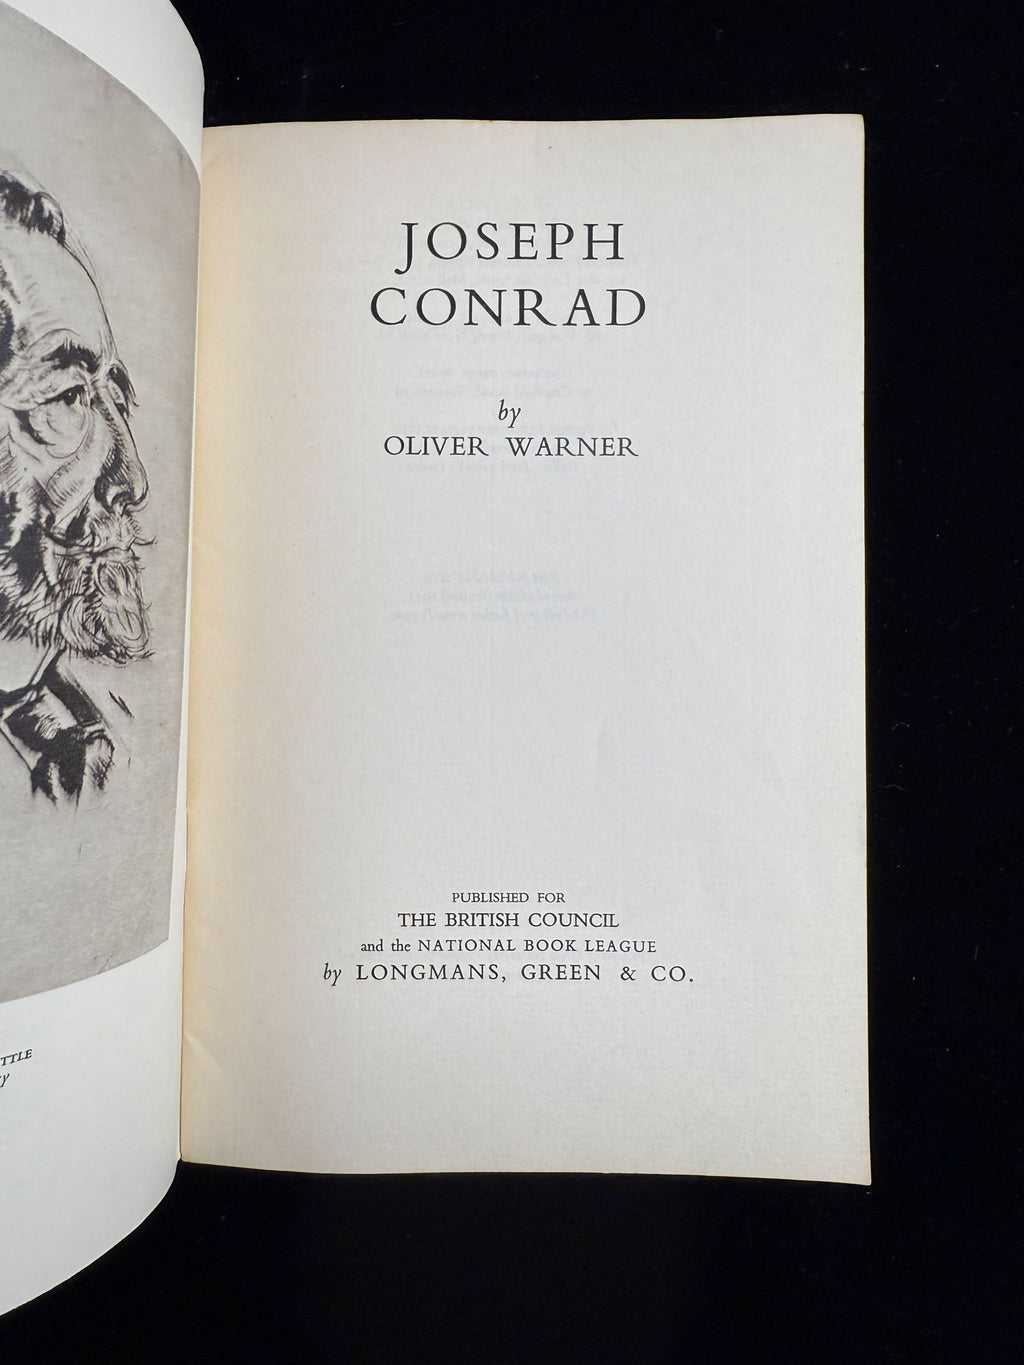 TTLE
y
JOSEPH
CONRAD
by
OLIVER WARNER
PUBLISHED FOR
THE BRITISH COUNCIL
and the NATIONAL BOOK LEAGUE
by LONGMANS, GREEN & CO.